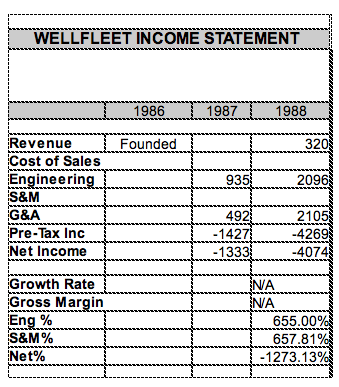 WELLFLEET INCOME STATEMENT
1986 1987 1988
Revenue Founded 320
Cost of Sales
Engineering 935 2096
S&M
G&A 492 2105
Pre-Tax Inc -1427 -4269
Net Income -1333 -4074
Growth Rate N/A
Gross Margin N/A
Eng % 655.00%
S&M% 657.81%
Net% -1273.13%